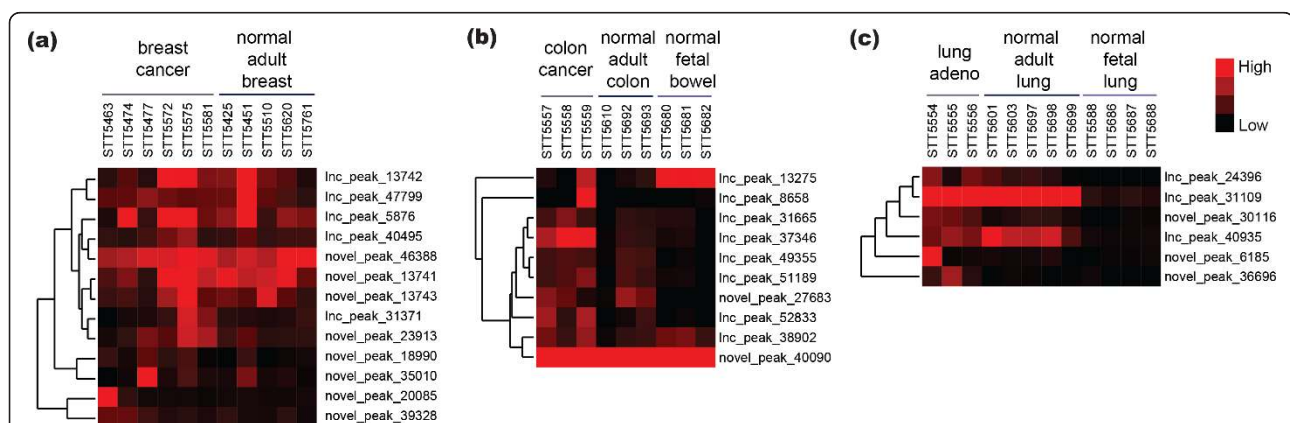 (a)
breast
cancer
normal
adult
breast
STT5463
STT5474
STT5477
STT5572
STT5575
STT5581
STT5425
STT5451
STT5510
STT5620
STT5761
lnc_peak_13742
lnc_peak_47799
lnc_peak_5876
lnc_peak_40495
novel_peak_46388
novel_peak_13741
novel_peak_13743
lnc_peak_31371
novel_peak_23913
novel_peak_18990
novel_peak_35010
novel_peak_20085
novel_peak_39328
(b)
colon
cancer
normal
adult
colon
normal
fetal
bowel
STT5557
STT5558
STT5559
STT5610
STT5692
STT5693
STT5680
STT5681
STT5682
lnc_peak_13275
lnc_peak_8658
lnc_peak_31665
lnc_peak_37346
lnc_peak_49355
lnc_peak_51189
novel_peak_27683
lnc_peak_52833
lnc_peak_38902
novel_peak_40090
(c)
lung
adeno
normal
adult
lung
normal
fetal
lung
STT5554
STT5555
STT5556
STT5601
STT5603
STT5697
STT5698
STT5699
STT5588
STT5686
STT5687
STT5688
lnc_peak_24396
lnc_peak_31109
novel_peak_30116
lnc_peak_40935
novel_peak_6185
novel_peak_36696
High
Low